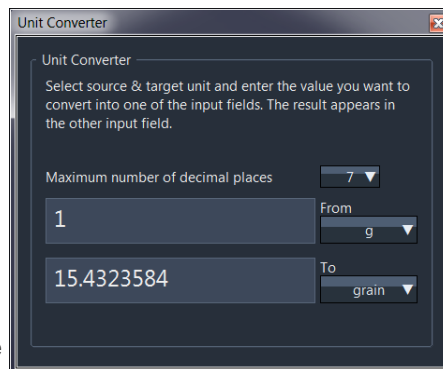 Unit Converter
Unit Converter
Select source & target unit and enter the value you want to
convert into one of the input fields. The result appears in
the other input field.
Maximum number of decimal places 7
From
1 g
To
15.4323584 grain